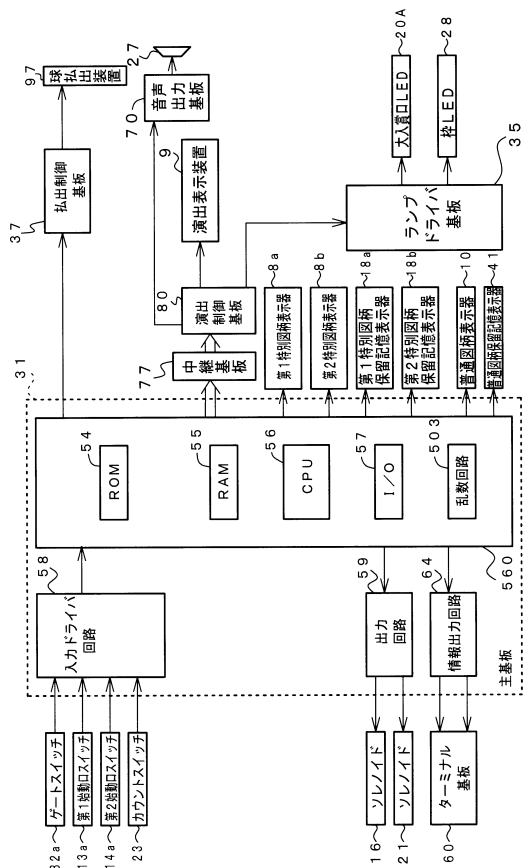 31
37
払出制御
基板
97
球払出装置
70
音声
出力
基板
27
9
演出表示装置
80
演出
制御
基板
77
中継基板
8a
第1特別図柄表示器
8b
第2特別図柄表示器
18a
第1特別図柄
保留記憶表示器
18b
第2特別図柄
保留記憶表示器
10
普通図柄表示器
41
普通図柄保留記憶表示器
ランプ
ドライバ
基板
35
大入賞口LED
20A
枠LED
28
54
ROM
55
RAM
56
CPU
57
I/O
503
乱数回路
560
58
入力ドライバ
回路
59
出力
回路
64
情報出力回路
主基板
32a
ゲートスイッチ
13a
第1始動口スイッチ
14a
第2始動口スイッチ
23
カウントスイッチ
16
ソレノイド
21
ソレノイド
60
ターミナル
基板